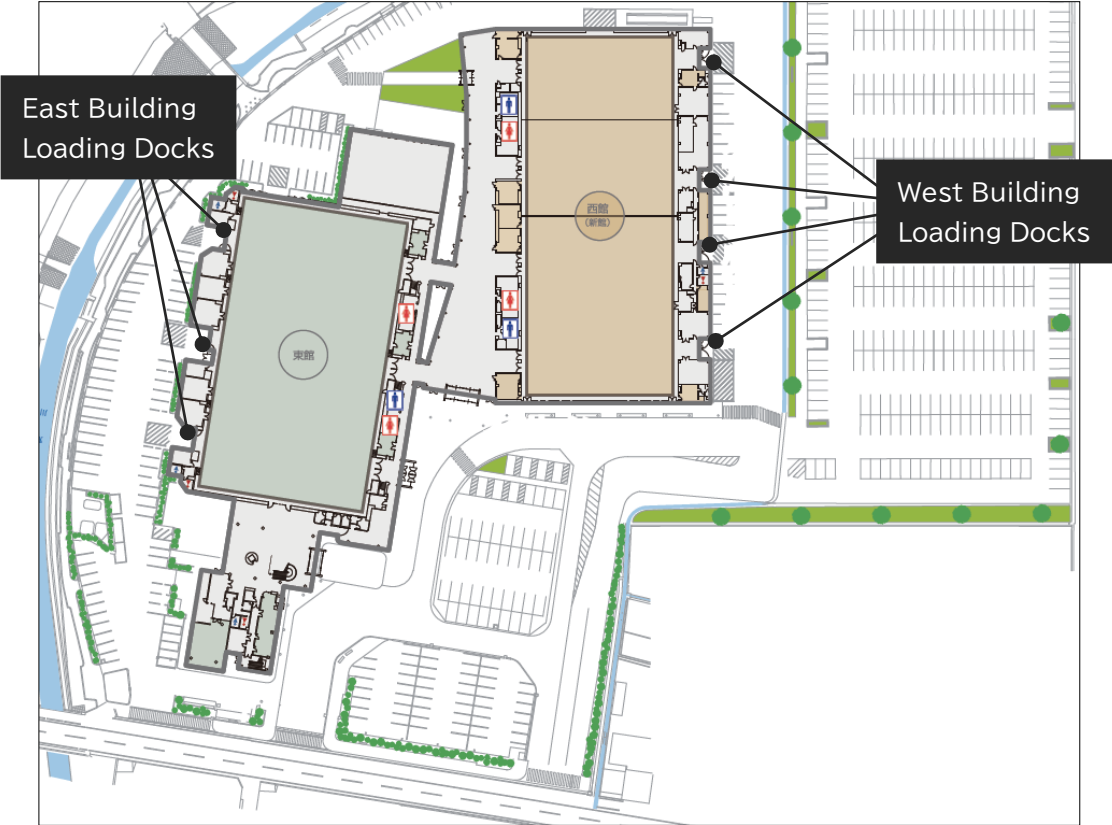 East Building
Loading Docks
West Building
Loading Docks
西館
(新館)
東館